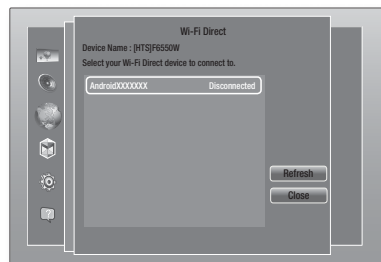 Wi-Fi Direct
Device Name : [HTS]F6550W
Select your Wi-Fi Direct device to connect to.
AndroidXXXXXXX Disconnected
Refresh
Close
?